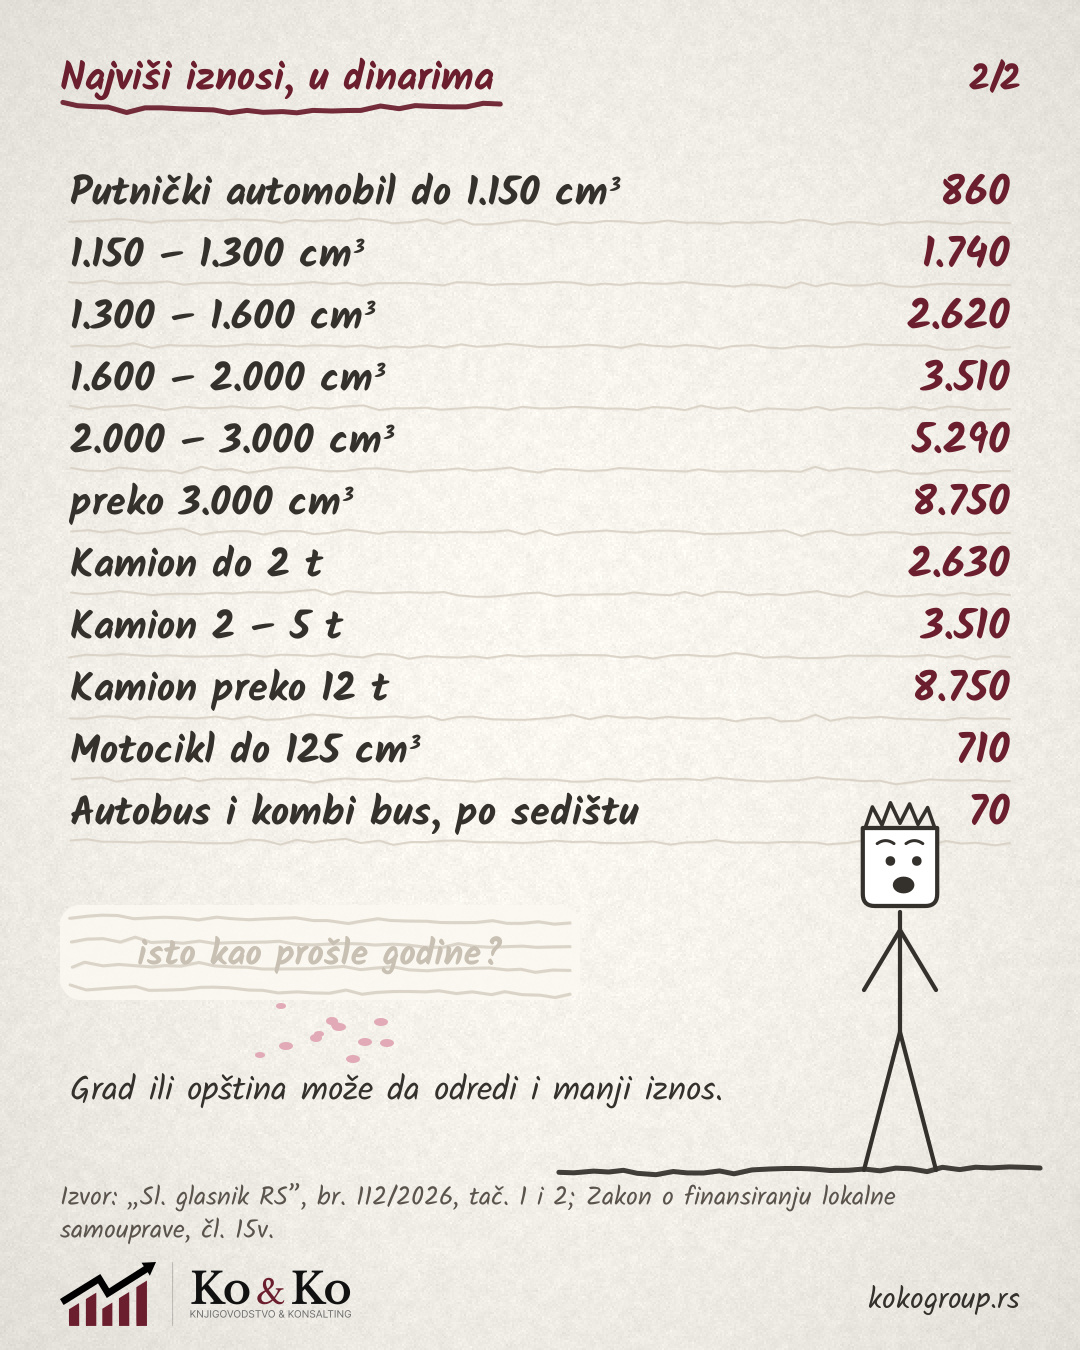 Najviši iznosi, u dinarima 2/2
Putnički automobil do 1.150 cm³ 860
1.150 – 1.300 cm³ 1.740
1.300 – 1.600 cm³ 2.620
1.600 – 2.000 cm³ 3.510
2.000 – 3.000 cm³ 5.290
preko 3.000 cm³ 8.750
Kamion do 2 t 2.630
Kamion 2 – 5 t 3.510
Kamion preko 12 t 8.750
Motocikl do 125 cm³ 710
Autobus i kombi bus, po sedištu 70
isto kao prošle godine?
Grad ili opština može da odredi i manji iznos.
Izvor: „Sl. glasnik RS”, br. 112/2026, tač. 1 i 2; Zakon o finansiranju lokalne
samouprave, čl. 15v.
Ko & Ko
KNJIGOVODSTVO & KONSALTING
kokogroup.rs